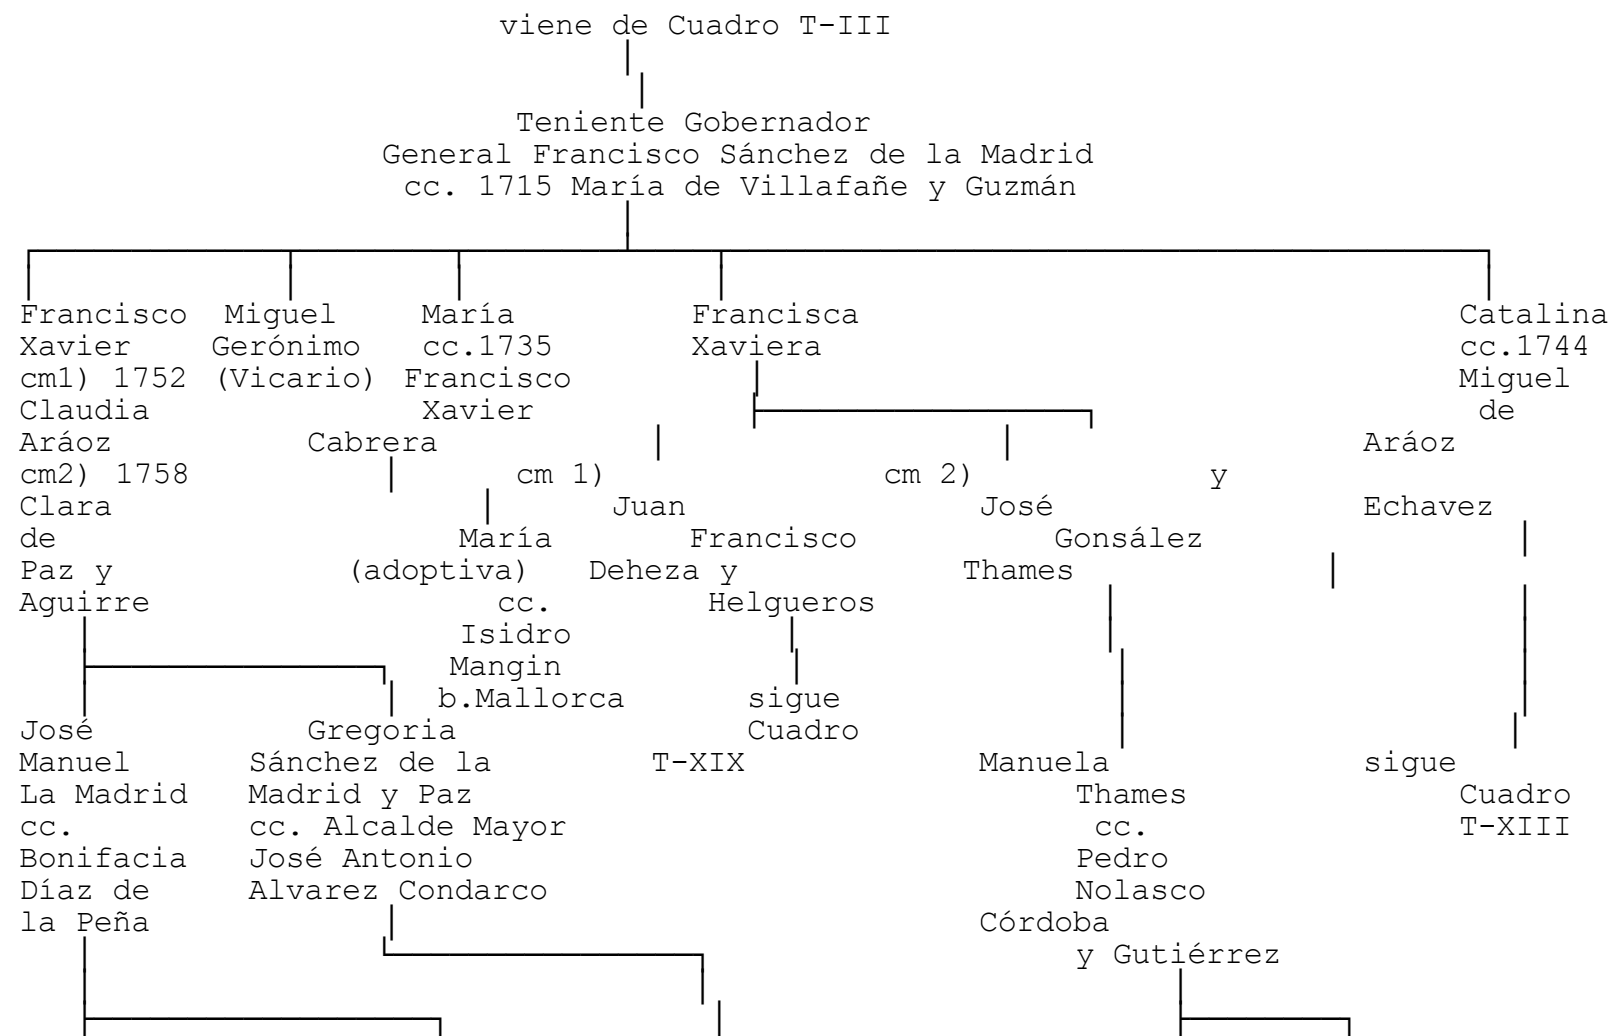 viene de Cuadro T-III
Teniente Gobernador
General Francisco Sánchez de la Madrid
cc. 1715 María de Villafañe y Guzmán
Francisco Miguel María Francisca Catalina
Xavier Gerónimo cc.1735 Xaviera cc.1744
cm1) 1752 (Vicario) Francisco Miguel
Claudia Xavier de
Aráoz Cabrera Aráoz
cm2) 1758 cm 1) cm 2) y
Clara Juan José Echavez
de María Francisco Gonsález
Paz y (adoptiva) Deheza y Thames
Aguirre cc. Helgueros
Isidro
Mangin
b.Mallorca sigue
José Gregoria Cuadro
Manuel Sánchez de la T-XIX Manuela sigue
La Madrid Madrid y Paz Thames Cuadro
cc. cc. Alcalde Mayor cc. T-XIII
Bonifacia José Antonio Pedro
Díaz de Alvarez Condarco Nolasco
la Peña Córdoba
y Gutiérrez